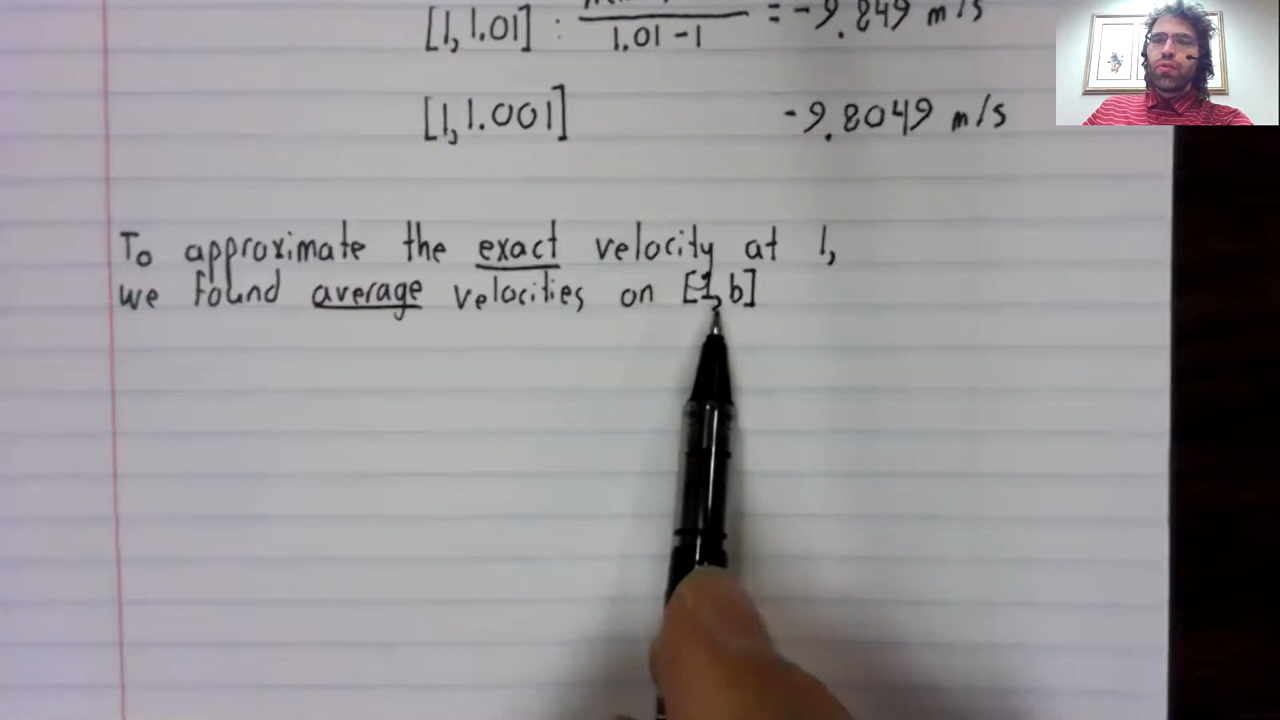 [1, 1.01] : 1.01 - 1 = -9.849 m/s
[1, 1.001] -9.8049 m/s
To approximate the exact velocity at 1,
we found average velocities on [1, b]